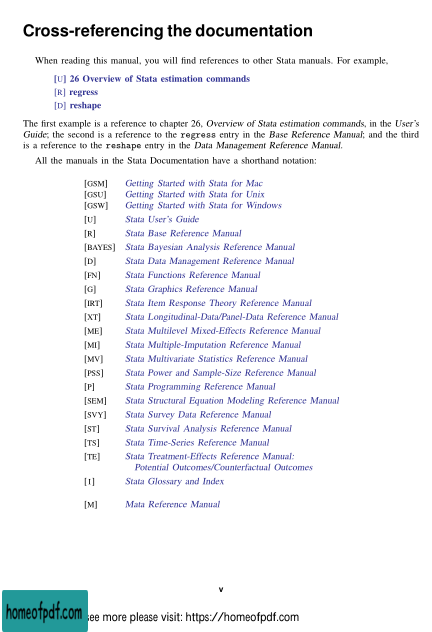 Cross-referencing the documentation
When reading this manual, you will find references to other Stata manuals. For example,
[U] 26 Overview of Stata estimation commands
[R] regress
[D] reshape
The first example is a reference to chapter 26, Overview of Stata estimation commands, in the User's
Guide; the second is a reference to the regress entry in the Base Reference Manual; and the third
is a reference to the reshape entry in the Data Management Reference Manual.
All the manuals in the Stata Documentation have a shorthand notation:
[GSM] Getting Started with Stata for Mac
[GSU] Getting Started with Stata for Unix
[GSW] Getting Started with Stata for Windows
[U] Stata User's Guide
[R] Stata Base Reference Manual
[BAYES] Stata Bayesian Analysis Reference Manual
[D] Stata Data Management Reference Manual
[FN] Stata Functions Reference Manual
[G] Stata Graphics Reference Manual
[IRT] Stata Item Response Theory Reference Manual
[XT] Stata Longitudinal-Data/Panel-Data Reference Manual
[ME] Stata Multilevel Mixed-Effects Reference Manual
[MI] Stata Multiple-Imputation Reference Manual
[MV] Stata Multivariate Statistics Reference Manual
[PSS] Stata Power and Sample-Size Reference Manual
[P] Stata Programming Reference Manual
[SEM] Stata Structural Equation Modeling Reference Manual
[SVY] Stata Survey Data Reference Manual
[ST] Stata Survival Analysis Reference Manual
[TS] Stata Time-Series Reference Manual
[TE] Stata Treatment-Effects Reference Manual:
Potential Outcomes/Counterfactual Outcomes
[I] Stata Glossary and Index
[M] Mata Reference Manual
v
homeofpdf.com
see more please visit: https://homeofpdf.com